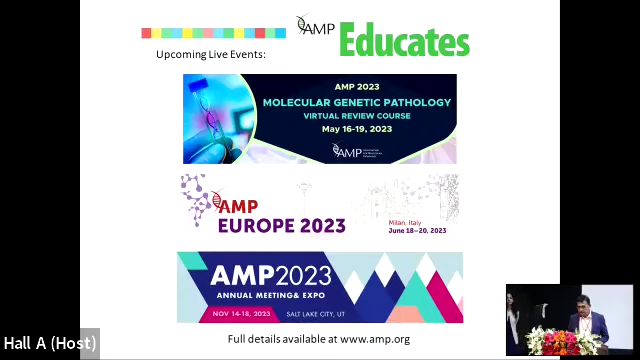 AMP Educates
Upcoming Live Events:
AMP 2023
MOLECULAR GENETIC PATHOLOGY
VIRTUAL REVIEW COURSE
May 16-19, 2023
AMP
AMP
EUROPE 2023
Milan, Italy
June 18–20, 2023
AMP2023
ANNUAL MEETING & EXPO
NOV 14-18, 2023
SALT LAKE CITY, UT
Full details available at www.amp.org
Hall A (Host)